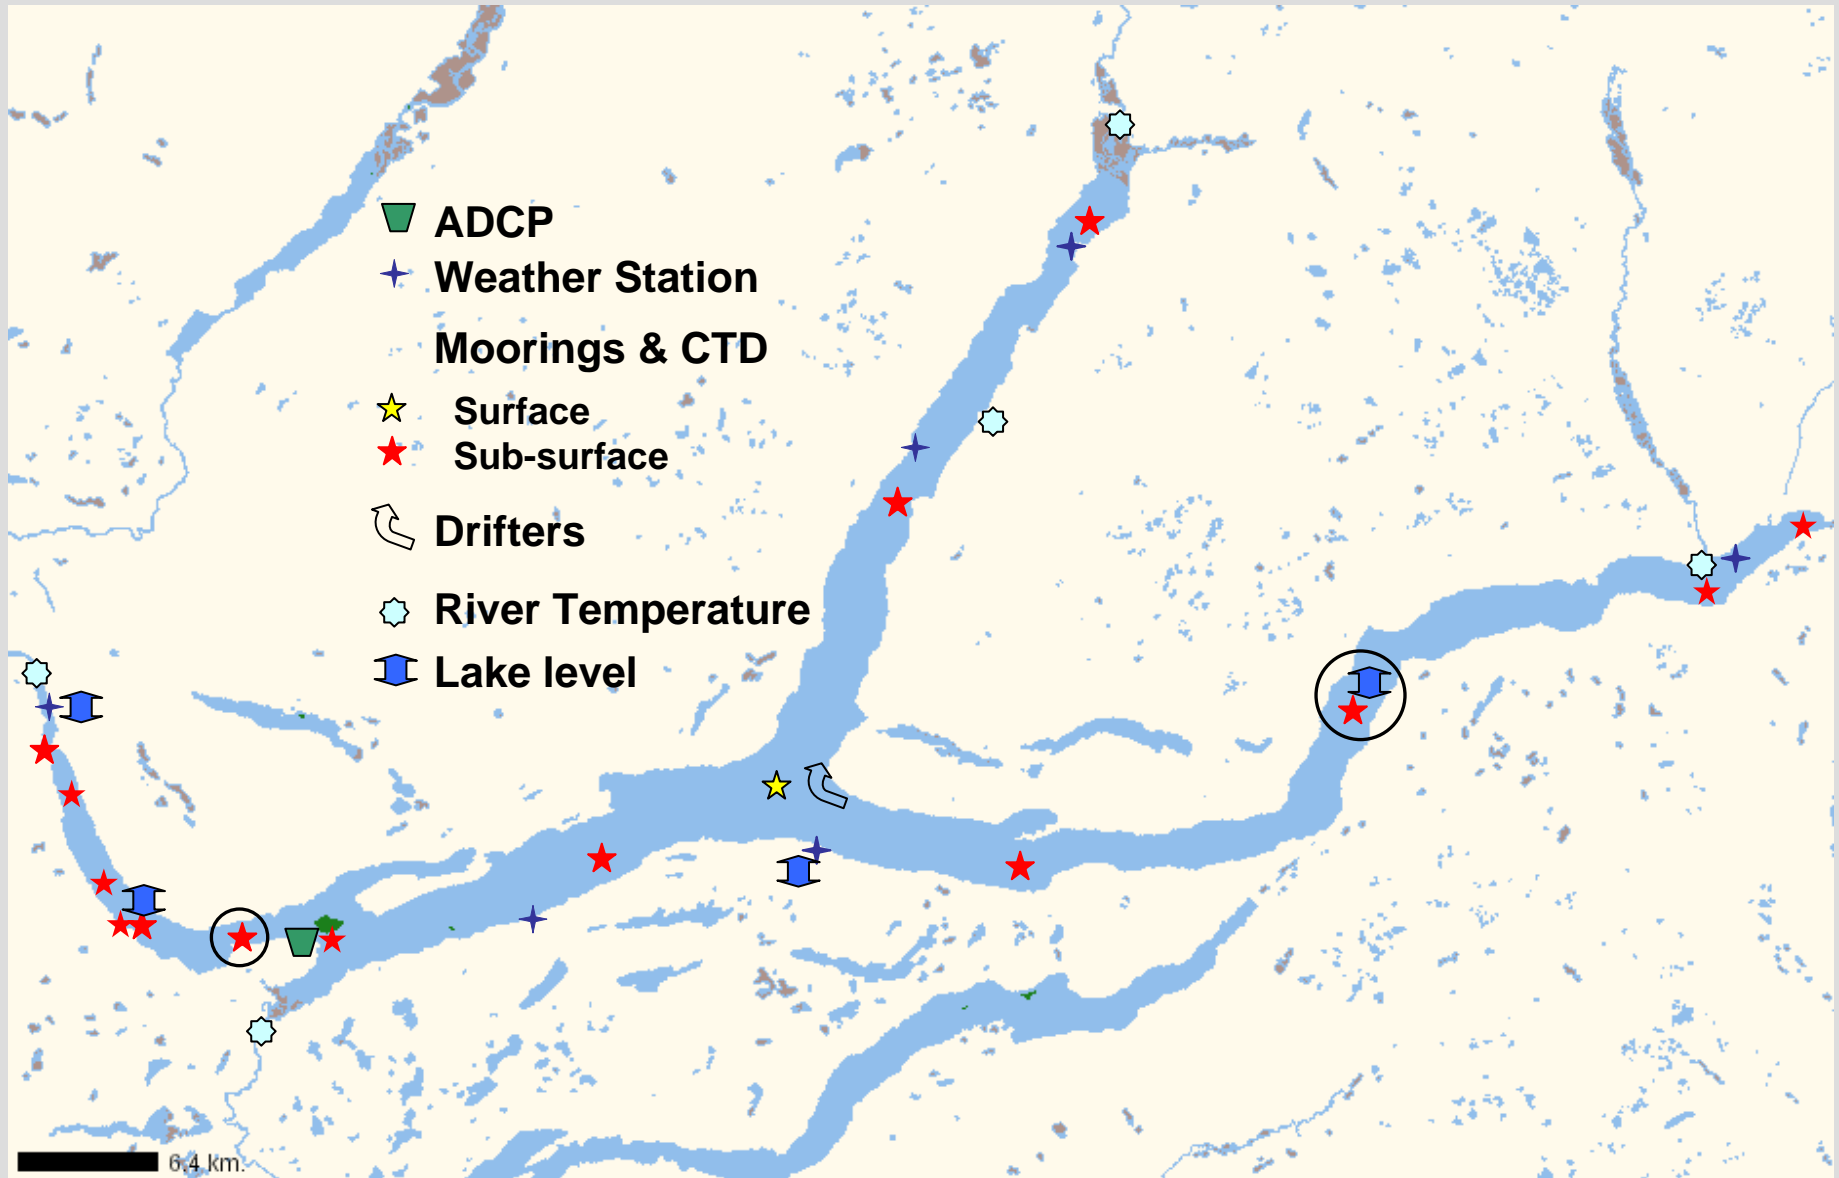 ADCP
Weather Station
Moorings & CTD
Surface
Sub-surface
Drifters
River Temperature
Lake level
6,4 km.